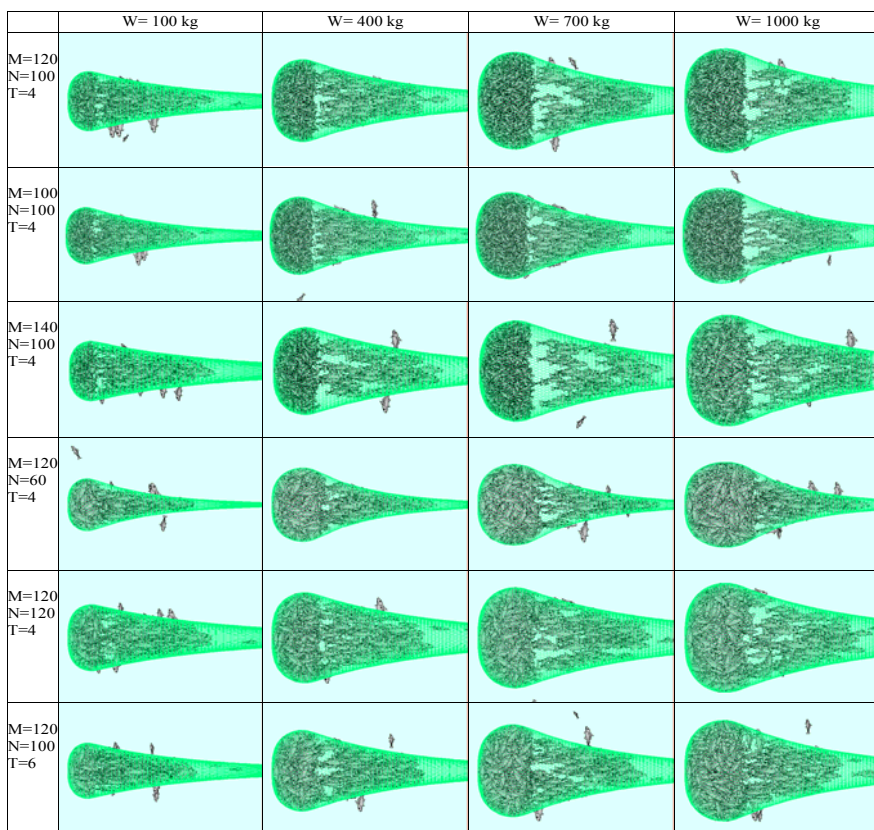 W= 100 kg
W= 400 kg
W= 700 kg
W= 1000 kg
M=120
N=100
T=4
M=100
N=100
T=4
M=140
N=100
T=4
M=120
N=60
T=4
M=120
N=120
T=4
M=120
N=100
T=6